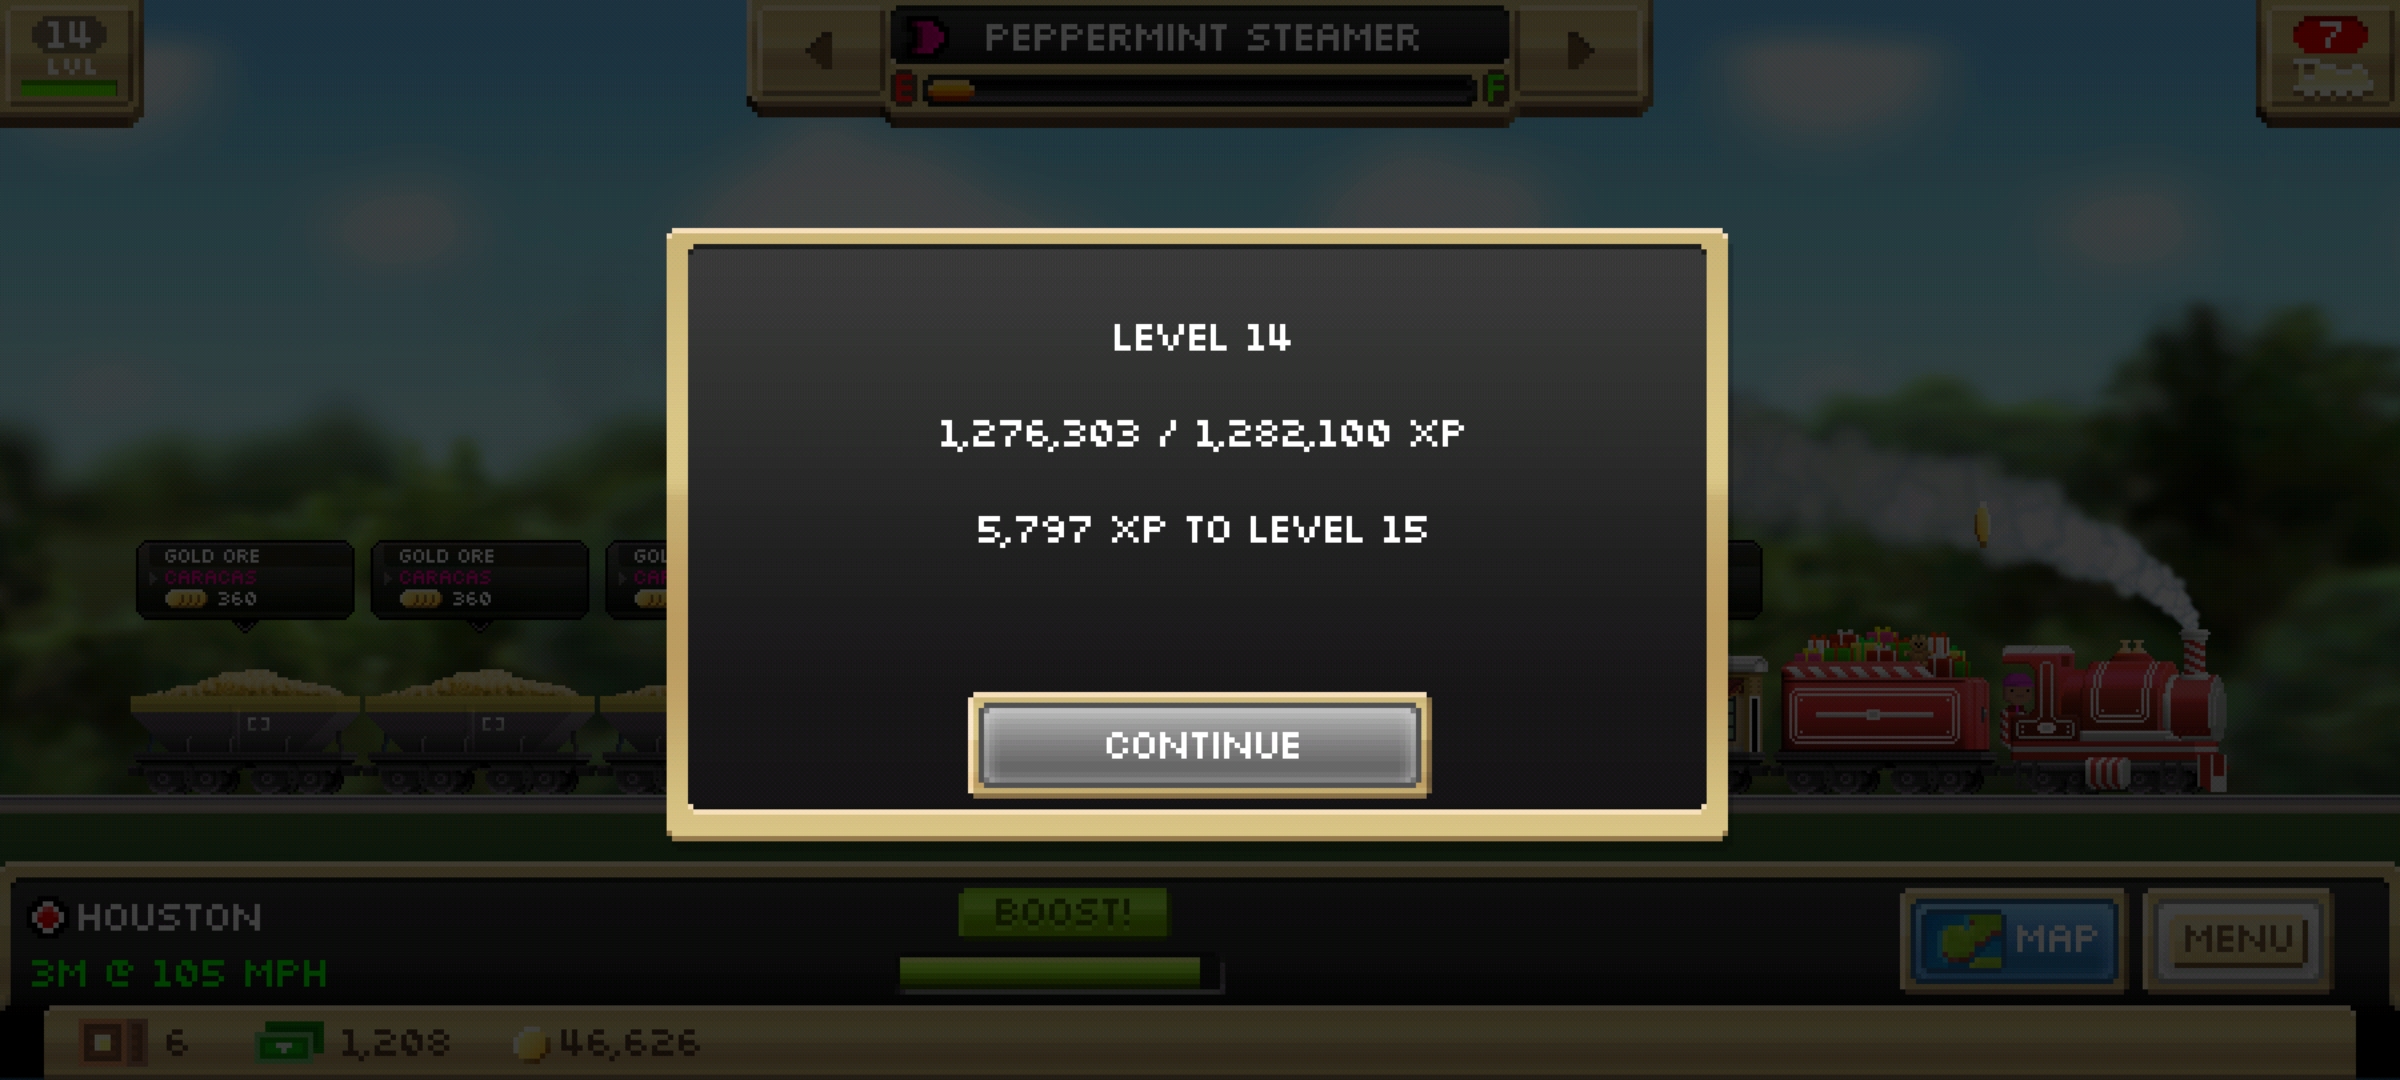 14
LVL
PEPPERMINT STEAMER
E
F
7
LEVEL 14
1,276,303 / 1,282,100 XP
5,797 XP TO LEVEL 15
CONTINUE
GOLD ORE
CARACAS
360
GOLD ORE
CARACAS
360
HOUSTON
3M @ 105 MPH
BOOST!
MAP
MENU
6
1,208
46,626